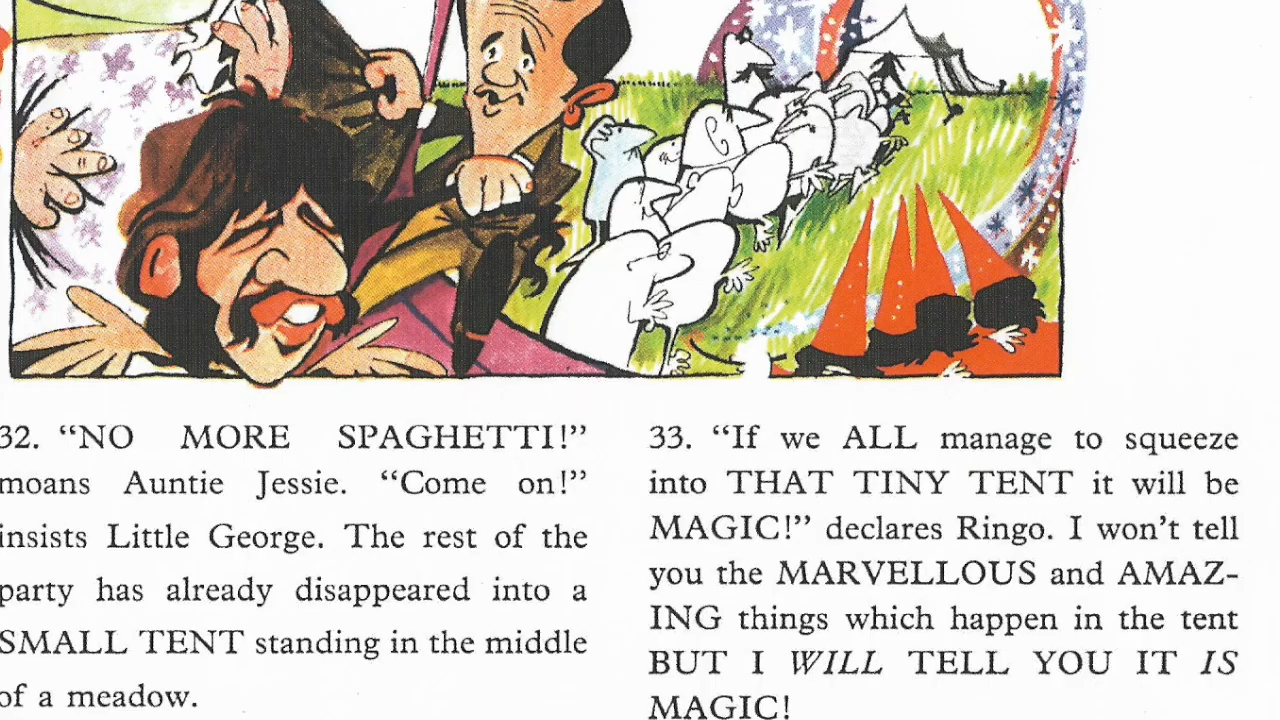 32. “NO MORE SPAGHETTI!”
moans Auntie Jessie. “Come on!”
insists Little George. The rest of the
party has already disappeared into a
SMALL TENT standing in the middle
of a meadow.
33. “If we ALL manage to squeeze
into THAT TINY TENT it will be
MAGIC!” declares Ringo. I won’t tell
you the MARVELLOUS and AMAZ-
ING things which happen in the tent
BUT I WILL TELL YOU IT IS
MAGIC!